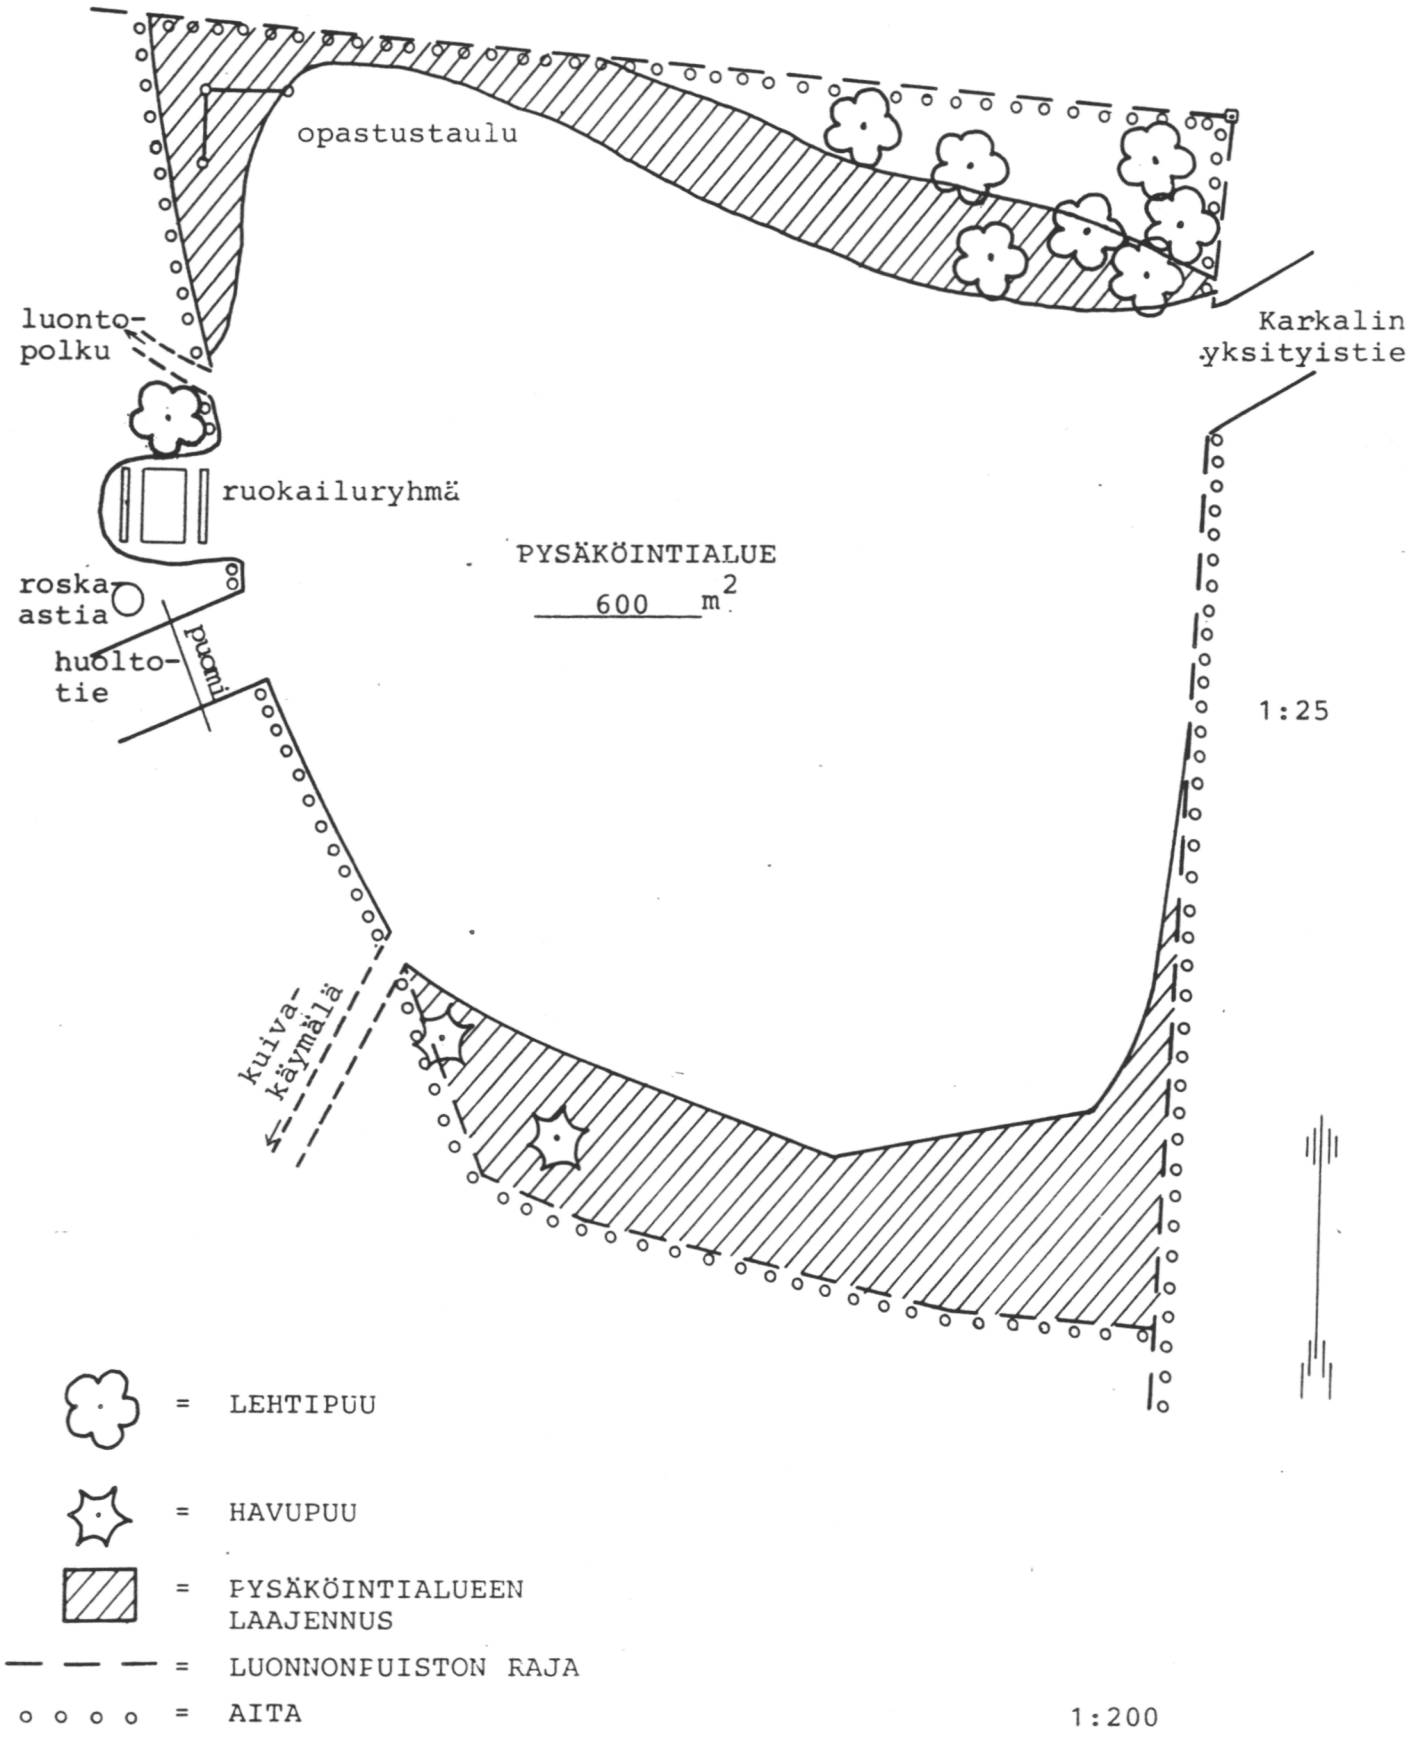 opastustaulu
luonto-
polku
Karkalin
yksityistie
ruokailuryhmä
PYSÄKÖINTIALUE
600 m2
roska-
astia
puomi
huolto-
tie
1:25
kuiva-
käymälä
= LEHTIPUU
= HAVUPUU
= PYSÄKÖINTIALUEEN
LAAJENNUS
= LUONNONPUISTON RAJA
= AITA
1:200